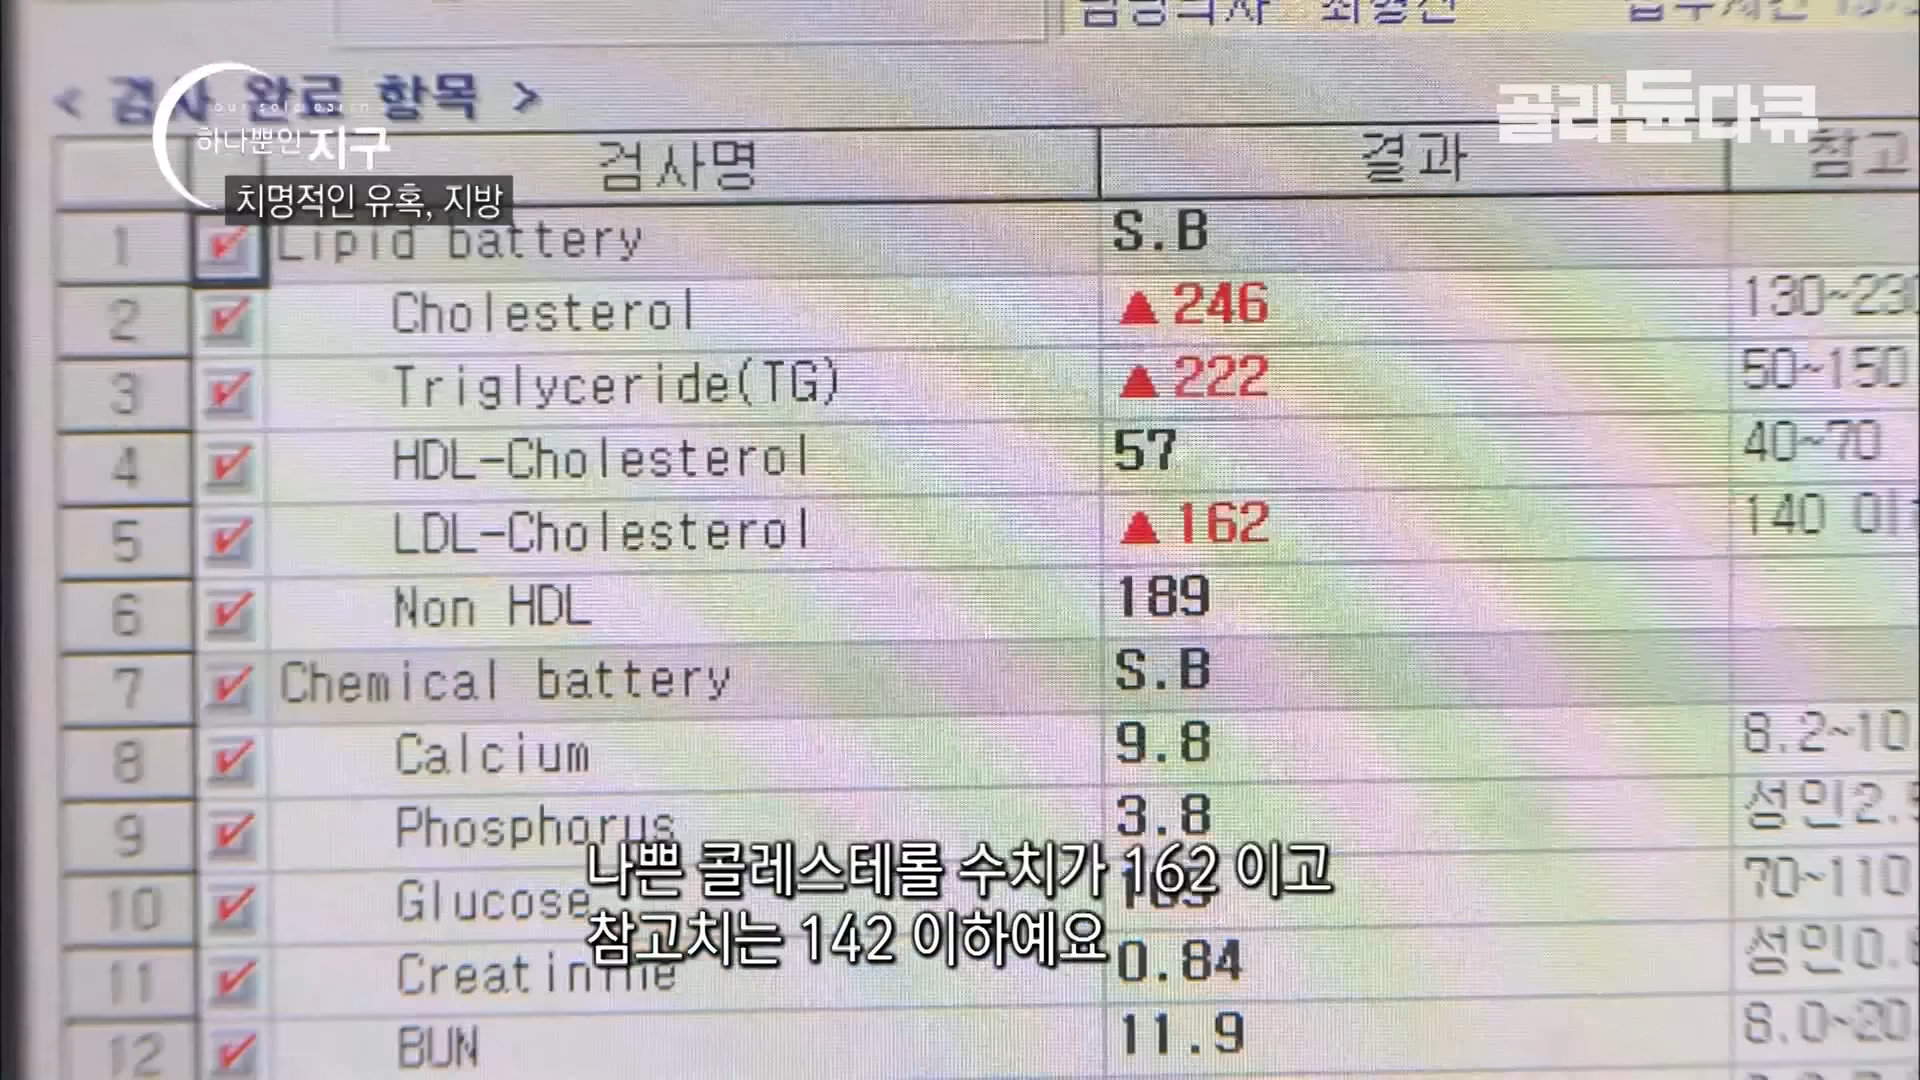 < 검사 완료 항목 >
our sole earth
하나뿐인 지구
치명적인 유혹, 지방
골라듄다큐
검사명 결과 참고
1 Lipid battery S.B
2 Cholesterol ▲246 130~230
3 Triglyceride(TG) ▲222 50~150
4 HDL-Cholesterol 57 40~70
5 LDL-Cholesterol ▲162 140 이
6 Non HDL 189
7 Chemical battery S.B
8 Calcium 9.8 8.2~10
9 Phosphorus 3.8 성인2.
10 Glucose 70~110
11 Creatinine 0.84 성인0.
12 BUN 11.9 8.0~20
나쁜 콜레스테롤 수치가 162 이고
참고치는 142 이하예요